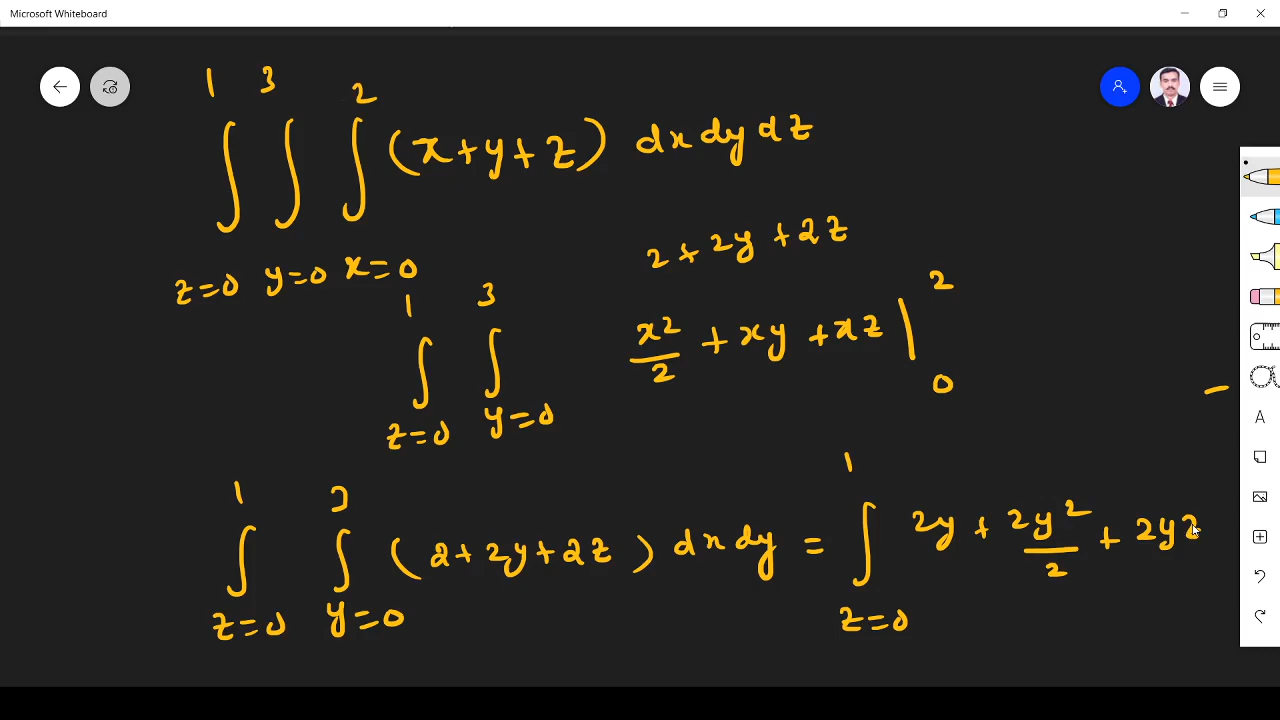 Microsoft Whiteboard
1 3 2
∫ ∫ ∫ (x+y+z) dx dy dz
z=0 y=0 x=0
2+2y+2z
1 3 2
∫ ∫ x²/2 + xy + xz |
z=0 y=0 0
1 3 1
∫ ∫ (2+2y+2z) dx dy = ∫ 2y + 2y²/2 + 2yz
z=0 y=0 z=0
A